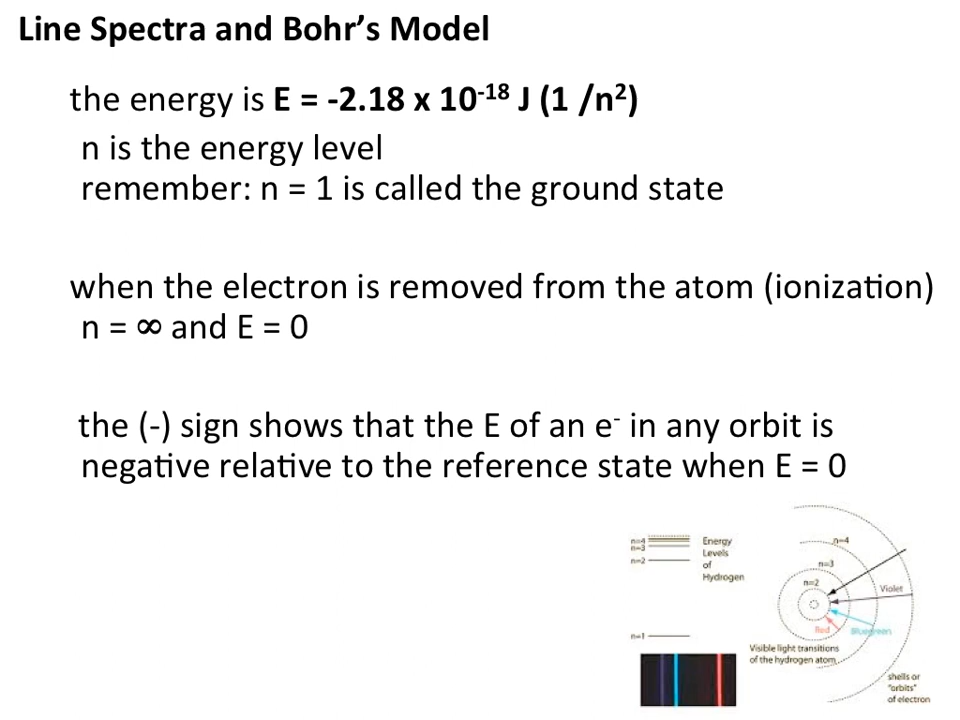 Line Spectra and Bohr’s Model
the energy is E = -2.18 x 10⁻¹⁸ J (1 /n²)
n is the energy level
remember: n = 1 is called the ground state
when the electron is removed from the atom (ionization)
n = ∞ and E = 0
the (-) sign shows that the E of an e⁻ in any orbit is
negative relative to the reference state when E = 0
n=4
n=3
n=2
Energy
Levels
of
Hydrogen
n=1
n=4
n=3
n=2
Violet
Red
Bluegreen
Visible light transitions
of the hydrogen atom
shells or
"orbits"
of electron